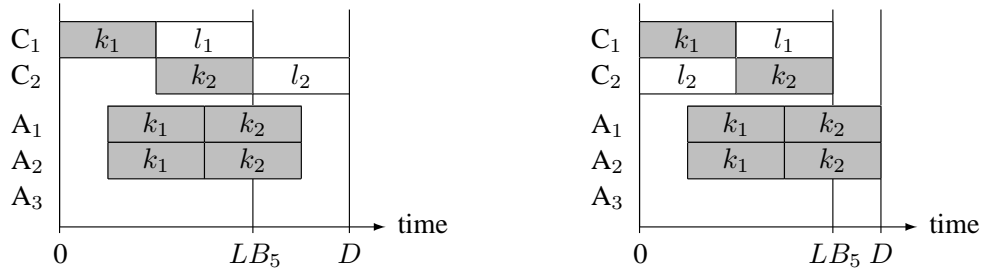 C₁ k₁ l₁ C₁ k₁ l₁
C₂ k₂ l₂ C₂ l₂ k₂
A₁ k₁ k₂ A₁ k₁ k₂
A₂ k₁ k₂ A₂ k₁ k₂
A₃ time A₃ time
0 LB₅ D 0 LB₅ D